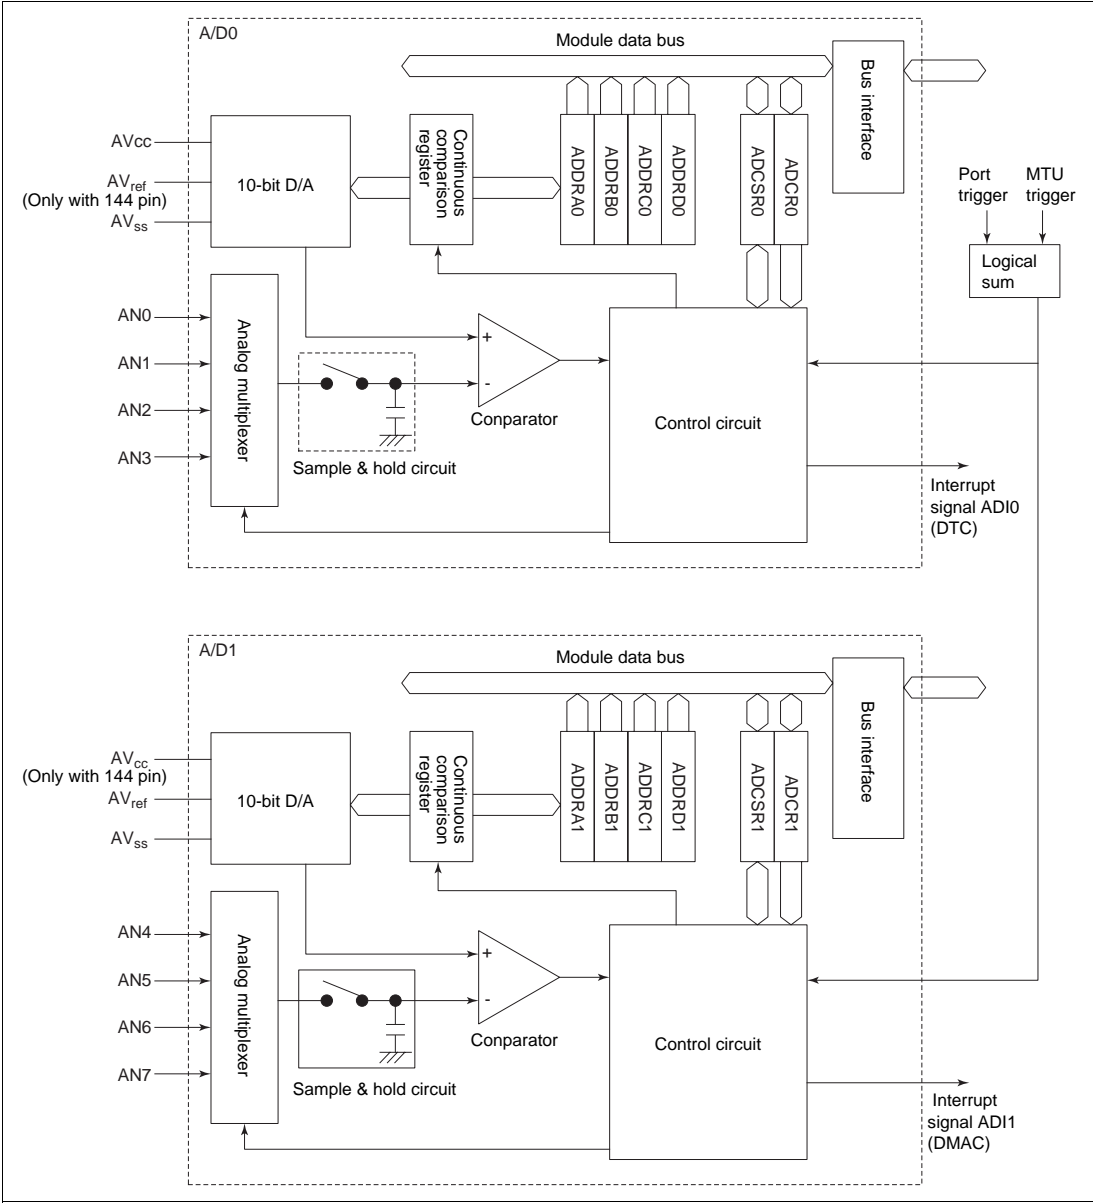 A/D0
Module data bus
Bus interface
AVcc
AVref
(Only with 144 pin)
AVss
10-bit D/A
Continuous
comparison
register
ADDRA0
ADDRB0
ADDRC0
ADDRD0
ADCSR0
ADCR0
Port
trigger
MTU
trigger
Logical
sum
AN0
AN1
AN2
AN3
Analog multiplexer
+
-
Conparator
Sample & hold circuit
Control circuit
Interrupt
signal ADI0
(DTC)
A/D1
Module data bus
Bus interface
AVcc
(Only with 144 pin)
AVref
AVss
10-bit D/A
Continuous
comparison
register
ADDRA1
ADDRB1
ADDRC1
ADDRD1
ADCSR1
ADCR1
AN4
AN5
AN6
AN7
Analog multiplexer
+
-
Conparator
Sample & hold circuit
Control circuit
Interrupt
signal ADI1
(DMAC)